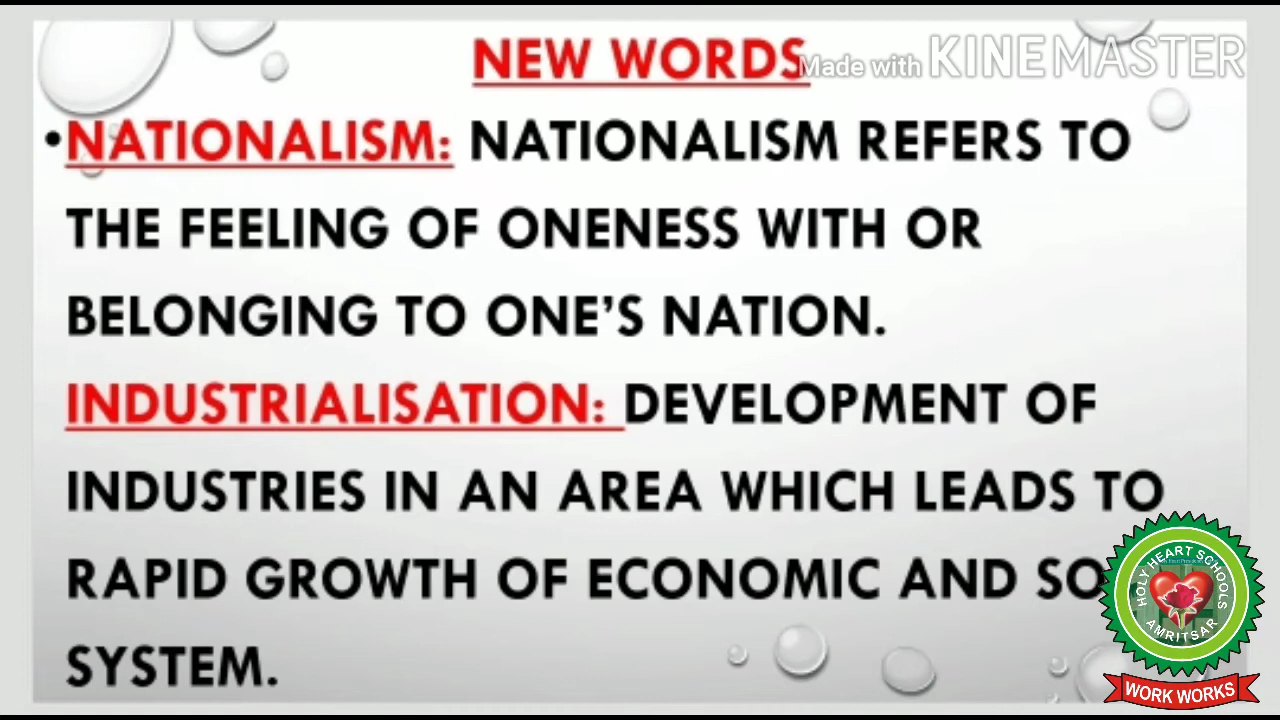 NEW WORDS
Made with KINEMASTER
•NATIONALISM: NATIONALISM REFERS TO
THE FEELING OF ONENESS WITH OR
BELONGING TO ONE'S NATION.
INDUSTRIALISATION: DEVELOPMENT OF
INDUSTRIES IN AN AREA WHICH LEADS TO
RAPID GROWTH OF ECONOMIC AND
SYSTEM.
HOLY HEART SCHOOLS
AMRITSAR
WORK WORKS